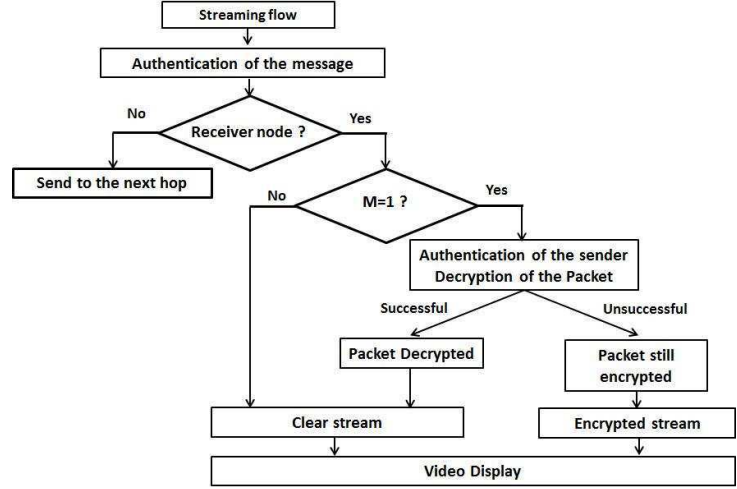 Streaming flow
Authentication of the message
No
Receiver node ?
Yes
Send to the next hop
No
M=1 ?
Yes
Authentication of the sender
Decryption of the Packet
Successful
Unsuccessful
Packet Decrypted
Packet still
encrypted
Clear stream
Encrypted stream
Video Display